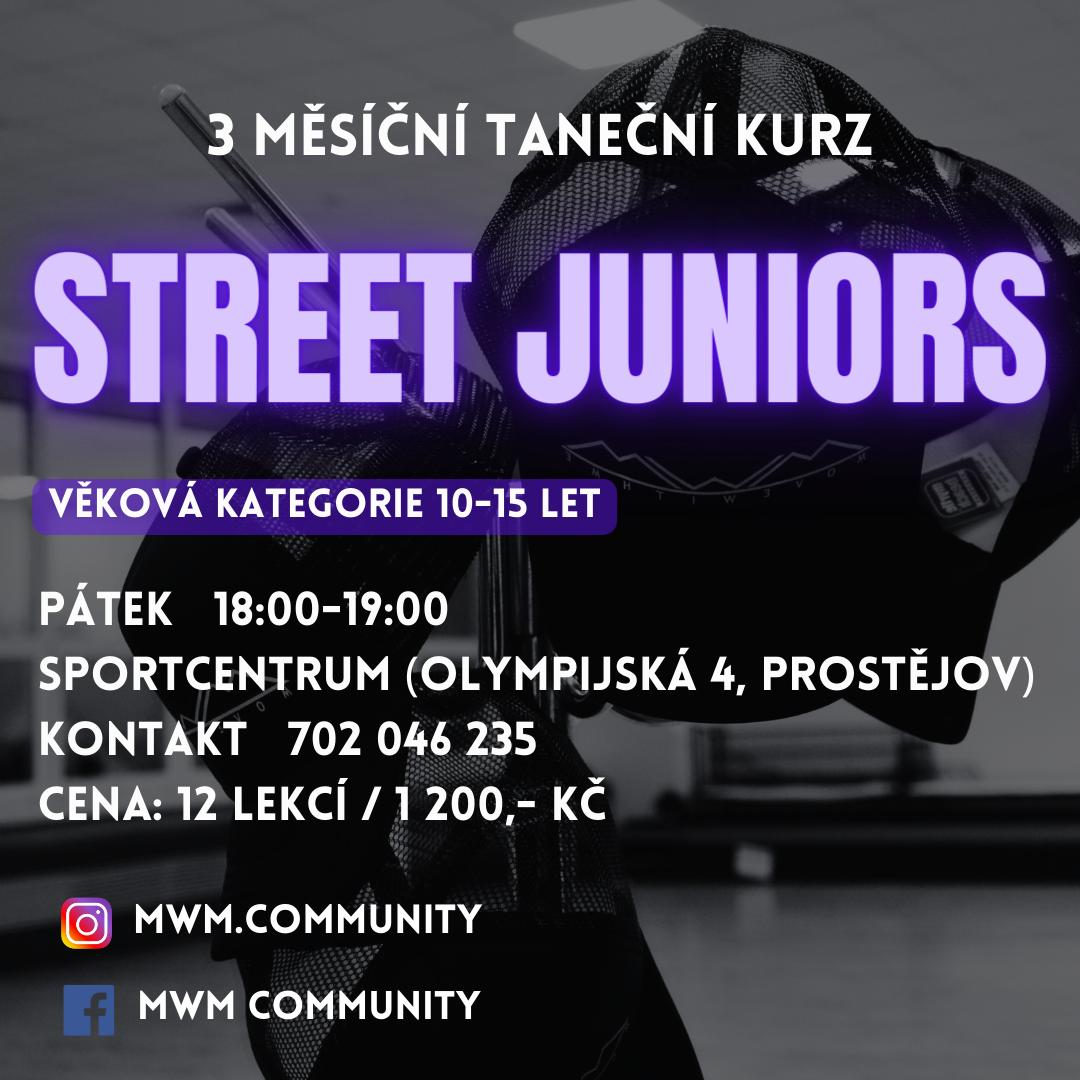 3 MĚSÍČNÍ TANEČNÍ KURZ
STREET JUNIORS
VĚKOVÁ KATEGORIE 10-15 LET
PÁTEK 18:00-19:00
SPORTCENTRUM (OLYMPIJSKÁ 4, PROSTĚJOV)
KONTAKT 702 046 235
CENA: 12 LEKCÍ / 1 200,- KČ
MWM.COMMUNITY
MWM COMMUNITY